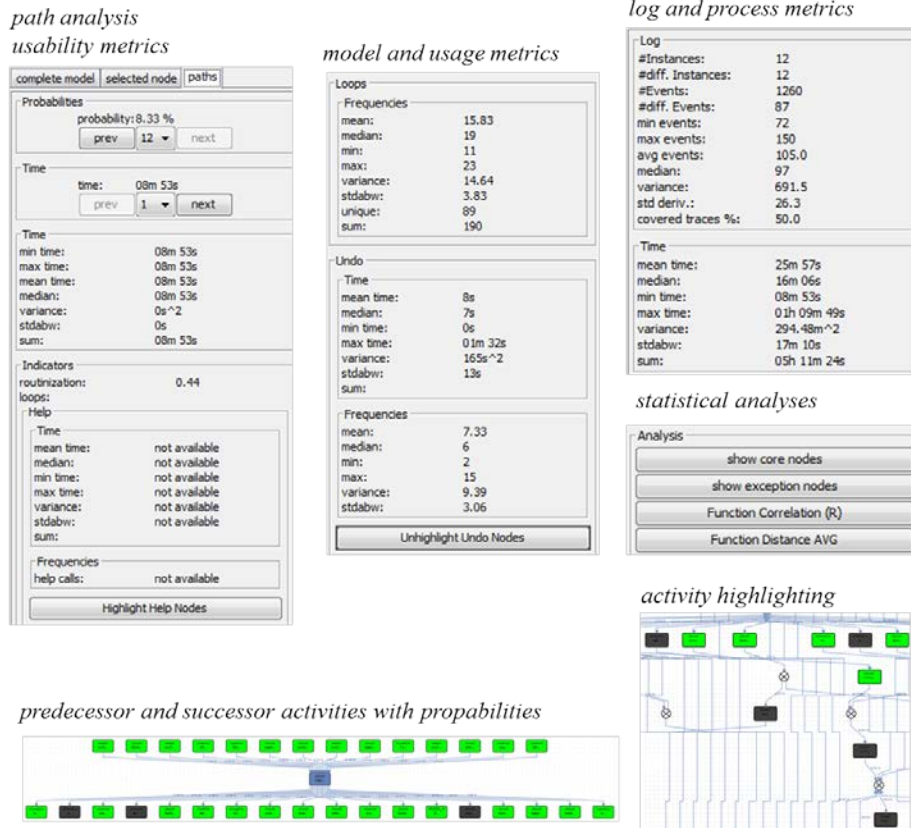 path analysis
usability metrics
complete model selected node paths
Probabilities
probability: 8.33 %
prev 12 next
Time
time: 08m 53s
prev 1 next
Time
min time: 08m 53s
max time: 08m 53s
mean time: 08m 53s
median: 08m 53s
variance: 0s^2
stdabw: 0s
sum: 08m 53s
Indicators
routinization: 0.44
loops:
Help
Time
mean time: not available
median: not available
min time: not available
max time: not available
variance: not available
stdabw: not available
sum:
Frequencies
help calls: not available
Highlight Help Nodes
model and usage metrics
Loops
Frequencies
mean: 15.83
median: 19
min: 11
max: 23
variance: 14.64
stdabw: 3.83
unique: 89
sum: 190
Undo
Time
mean time: 8s
median: 7s
min time: 0s
max time: 01m 32s
variance: 165s^2
stdabw: 13s
sum:
Frequencies
mean: 7.33
median: 6
min: 2
max: 15
variance: 9.39
stdabw: 3.06
Unhighlight Undo Nodes
log and process metrics
Log
#Instances: 12
#diff. Instances: 12
#Events: 1260
#diff. Events: 87
min events: 72
max events: 150
avg events: 105.0
median: 97
variance: 691.5
std deriv.: 26.3
covered traces %: 50.0
Time
mean time: 25m 57s
median: 16m 06s
min time: 08m 53s
max time: 01h 09m 49s
variance: 294.48m^2
stdabw: 17m 10s
sum: 05h 11m 24s
statistical analyses
Analysis
show core nodes
show exception nodes
Function Correlation (R)
Function Distance AVG
activity highlighting
predecessor and successor activities with propabilities